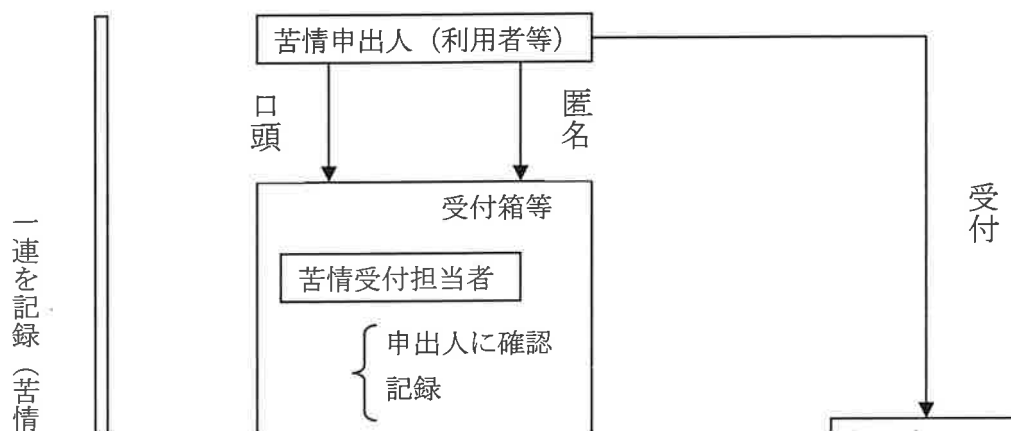 苦情申出人（利用者等）
口頭
匿名
受付
受付箱等
苦情受付担当者
申出人に確認
記録
一連を記録（苦情